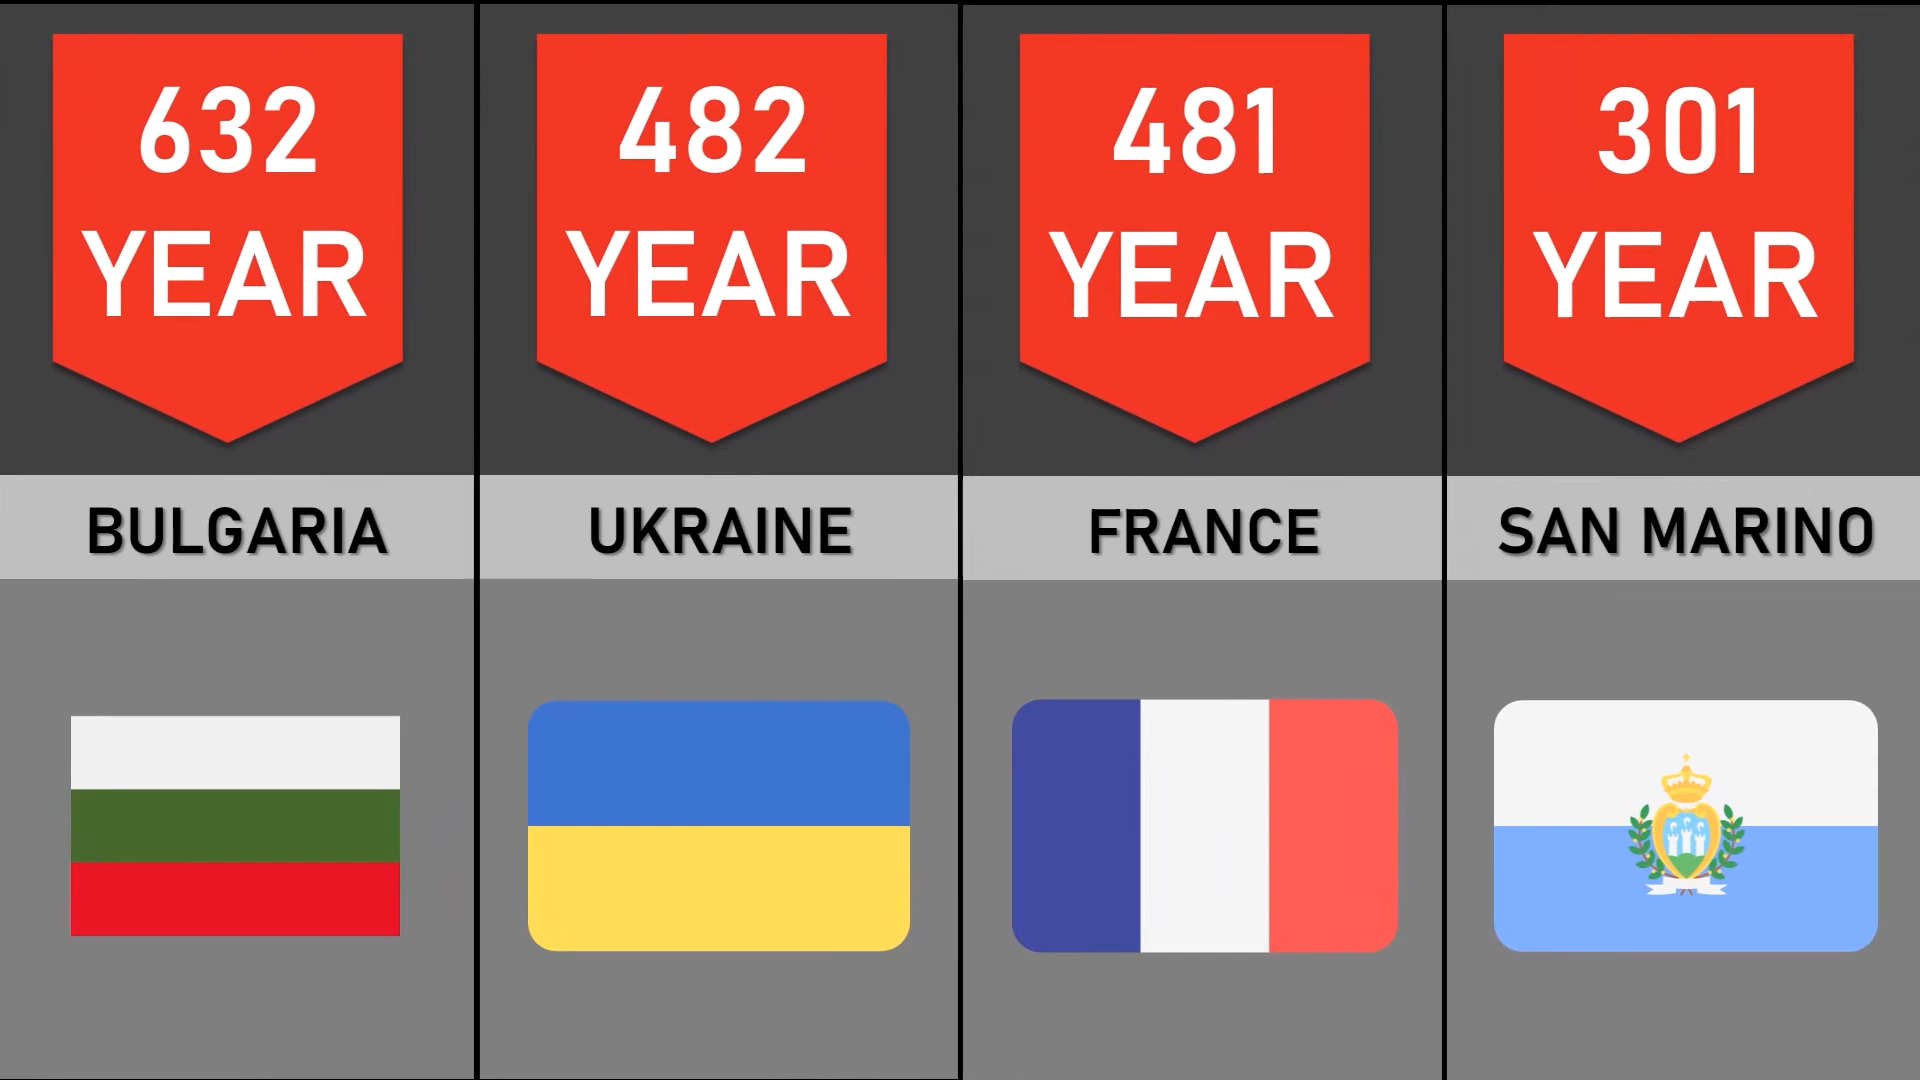 632
YEAR
BULGARIA
482
YEAR
UKRAINE
481
YEAR
FRANCE
301
YEAR
SAN MARINO